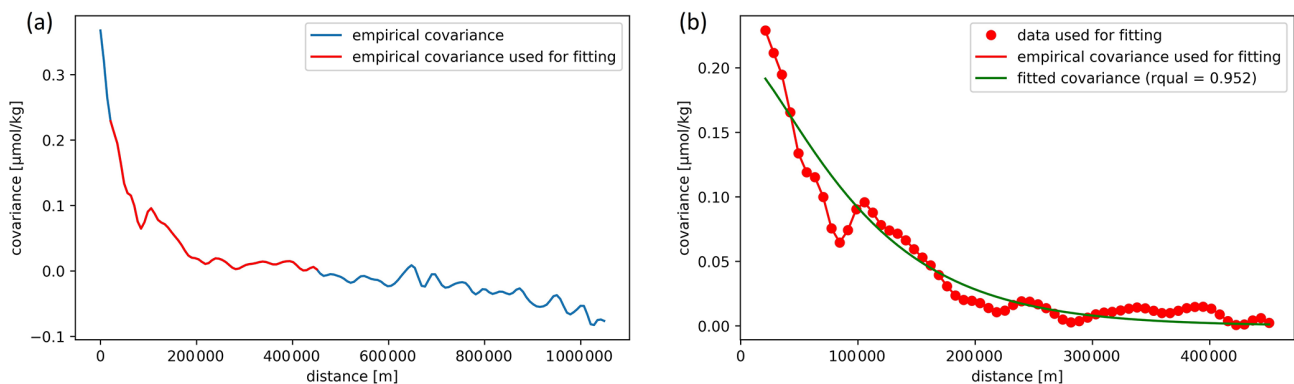 (a)
empirical covariance
empirical covariance used for fitting
covariance [μmol/kg]
0.3
0.2
0.1
0.0
−0.1
0
200000
400000
600000
800000
1000000
distance [m]
(b)
data used for fitting
empirical covariance used for fitting
fitted covariance (rqual = 0.952)
covariance [μmol/kg]
0.20
0.15
0.10
0.05
0.00
0
100000
200000
300000
400000
distance [m]